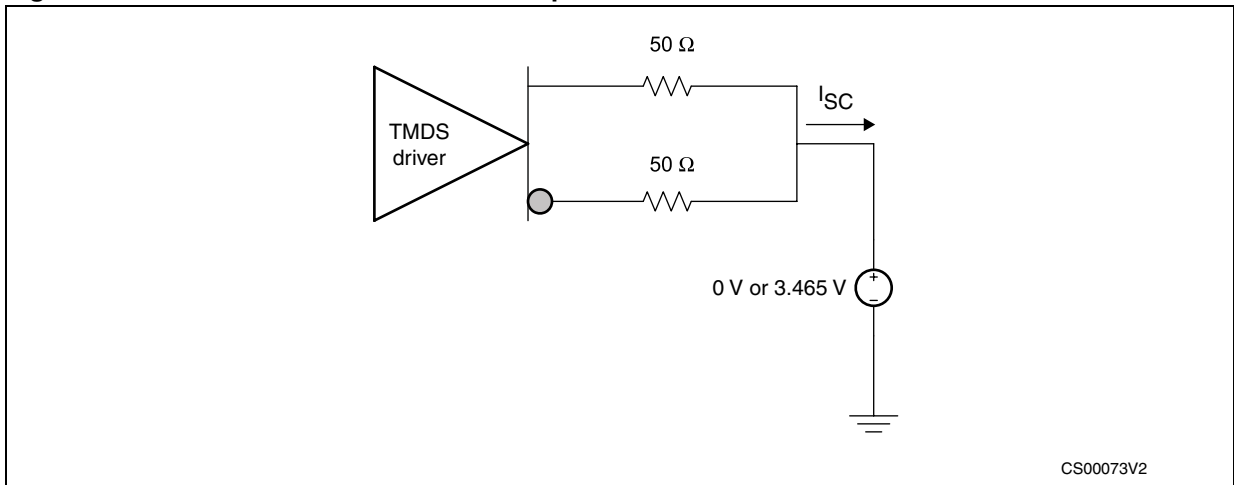 50 Ω
I_SC
TMDS
driver
50 Ω
0 V or 3.465 V
+
−
CS00073V2